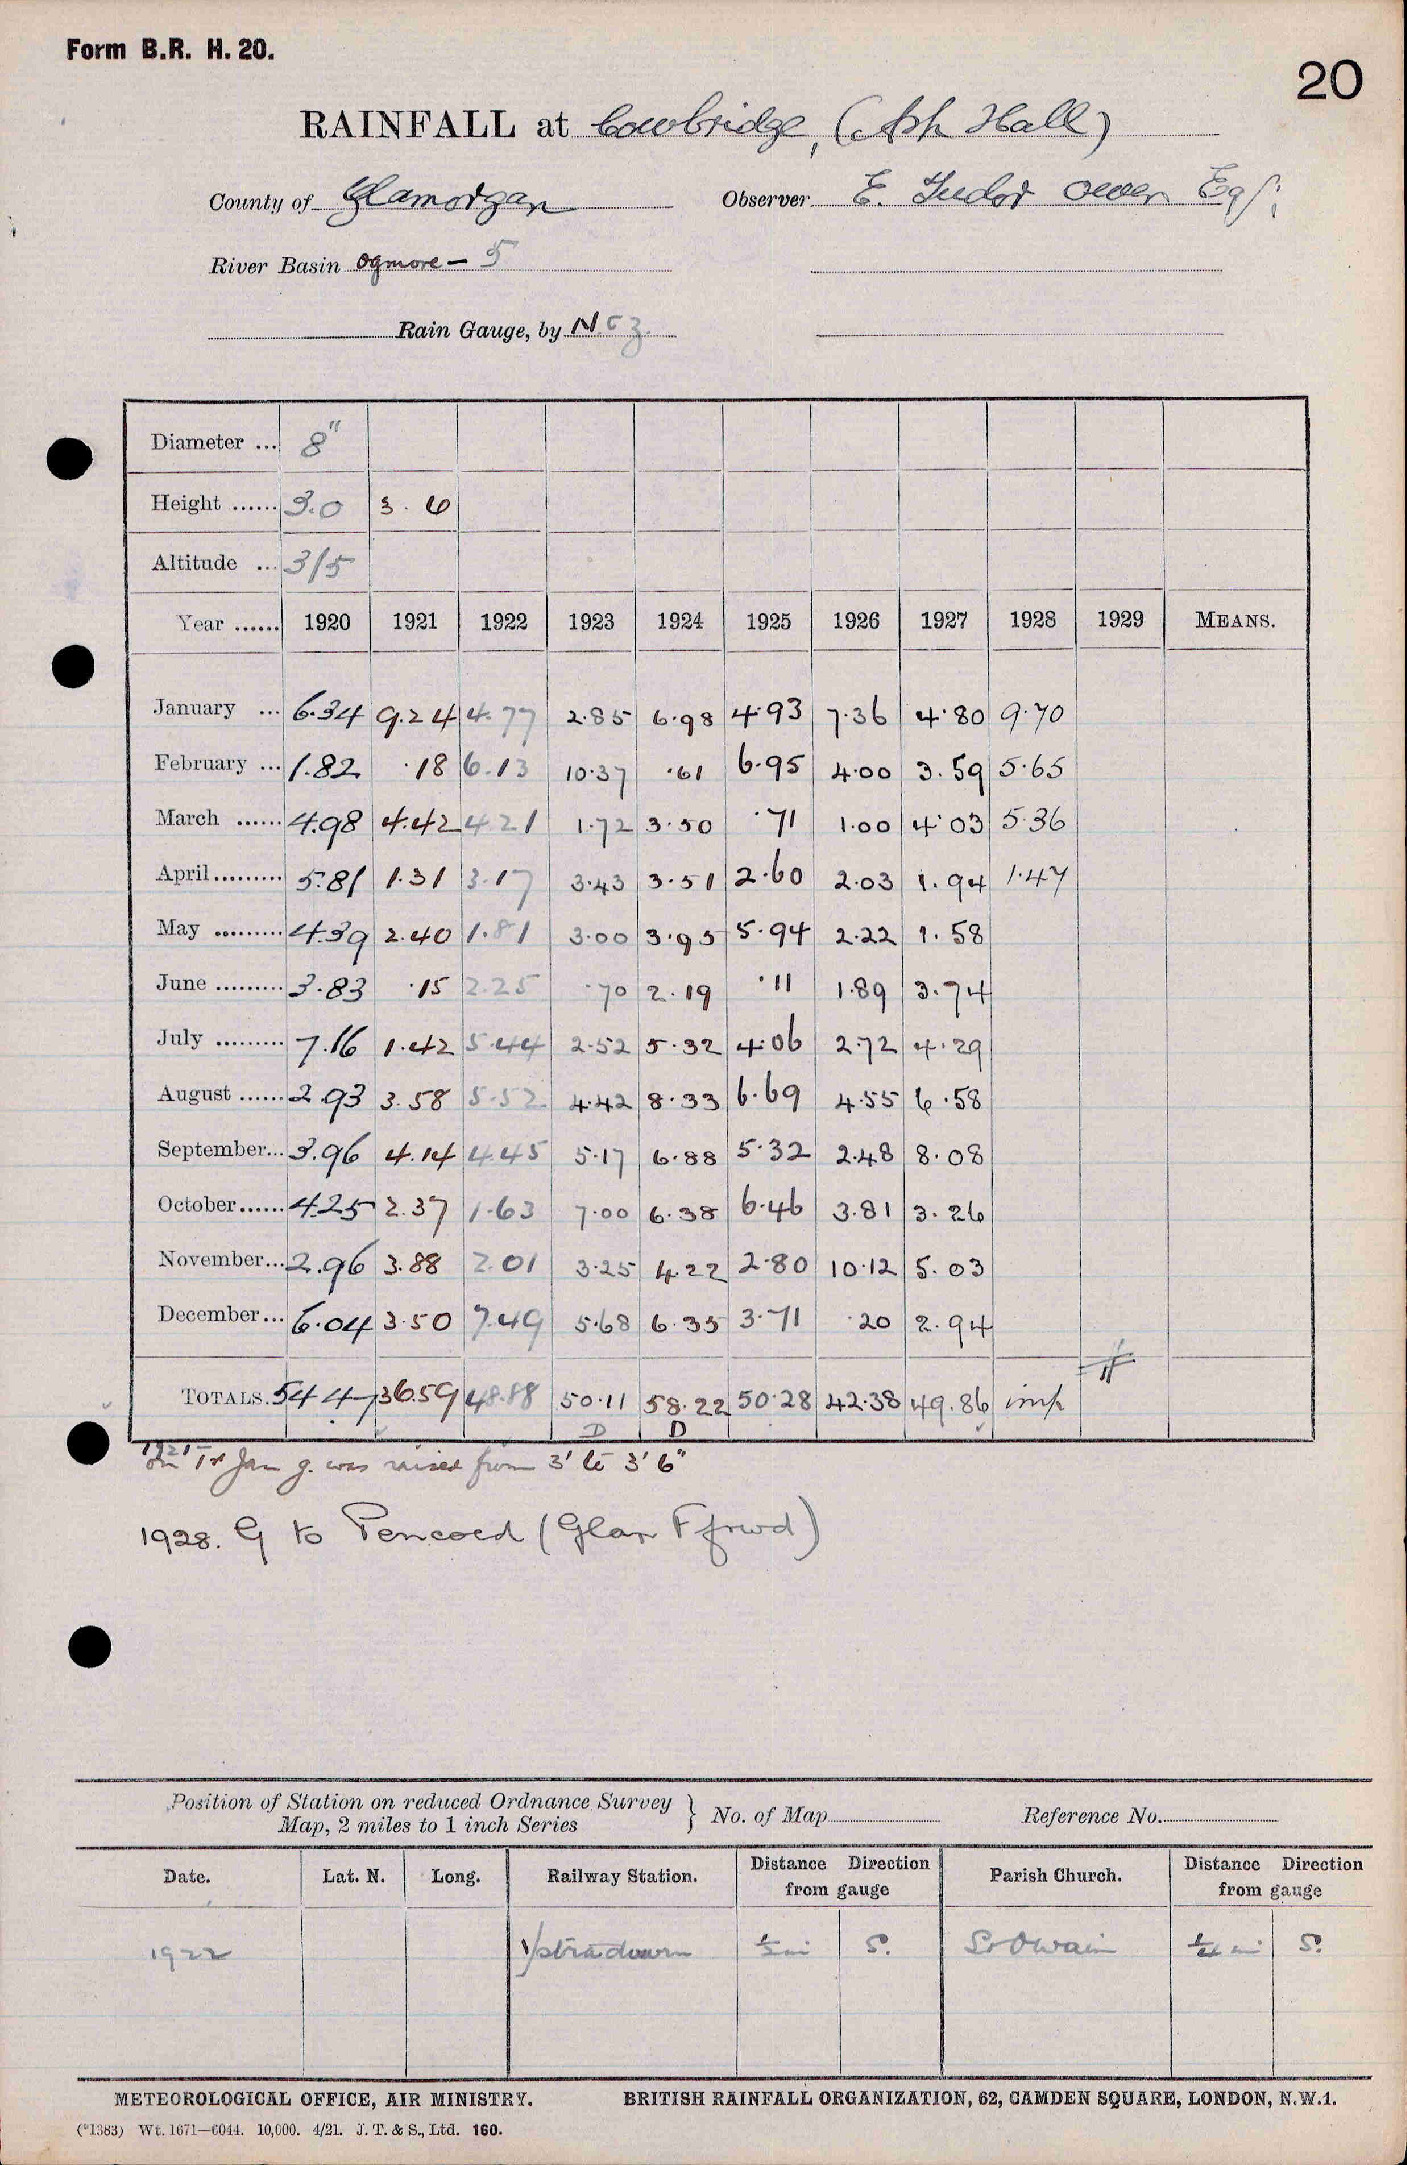 Form B.R. H. 20.
20
RAINFALL at Cowbridge, (Ash Hall)
County of Glamorgan Observer E. Tudor Owen Esq;
River Basin Ogmore — 5
Rain Gauge, by N &
Diameter ... 8"
Height ...... 3.0 3.6
Altitude ... 315
Year ...... 1920 1921 1922 1923 1924 1925 1926 1927 1928 1929 MEANS.
January ... 6.34 9.24 4.77 2.85 6.98 4.93 7.36 4.80 9.70
February ... 1.82 .18 6.13 10.37 .61 6.95 4.00 3.59 5.65
March ...... 4.98 4.42 4.21 1.72 3.50 .71 1.00 4.03 5.36
April ......... 5.81 1.31 3.17 3.43 3.51 2.60 2.03 1.94 1.47
May ......... 4.39 2.40 1.81 3.00 3.95 5.94 2.22 1.58
June ......... 3.83 .15 2.25 .70 2.19 .11 1.89 3.74
July ......... 7.16 1.42 5.44 2.52 5.32 4.06 2.72 4.29
August ...... 2.93 3.58 5.52 4.42 8.33 6.69 4.55 6.58
September... 3.96 4.14 4.45 5.17 6.88 5.32 2.48 8.08
October ...... 4.25 2.37 1.63 7.00 6.38 6.46 3.81 3.26
November... 2.96 3.88 2.01 3.25 4.22 2.80 10.12 5.03
December... 6.04 3.50 7.49 5.68 6.35 3.71 .20 2.94
TOTALS. 54.47 36.59 48.88 50.11 58.22 50.28 42.38 49.86 imp
D D
1921 on 1st Jan g. was raised from 3' to 3' 6"
1928. G to Pencoed (Glan Ffrwd)
Position of Station on reduced Ordnance Survey
Map, 2 miles to 1 inch Series } No. of Map Reference No.
Date. Lat. N. Long. Railway Station. Distance Direction from gauge Parish Church. Distance Direction from gauge
1922 Ystradowen ½ mi S. St Owain ¼ mi S.
METEOROLOGICAL OFFICE, AIR MINISTRY. BRITISH RAINFALL ORGANIZATION, 62, CAMDEN SQUARE, LONDON, N.W.1.
(*1383) Wt. 1671—6044. 10,000. 4/21. J. T. & S., Ltd. 160.